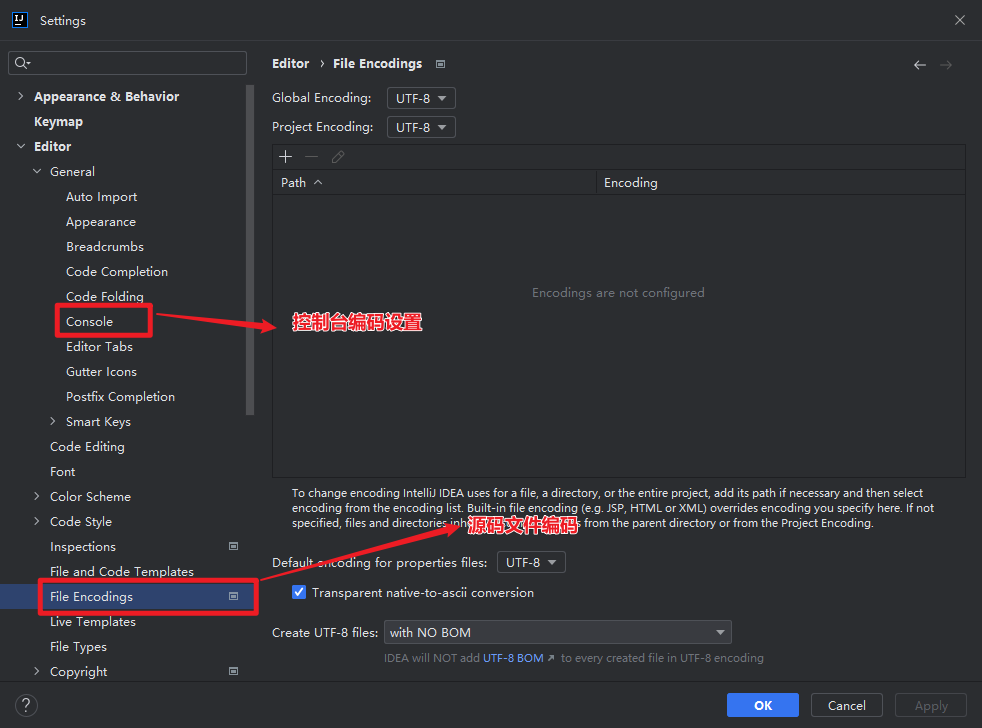 Settings
Appearance & Behavior
Keymap
Editor
General
Auto Import
Appearance
Breadcrumbs
Code Completion
Code Folding
Console
Editor Tabs
Gutter Icons
Postfix Completion
Smart Keys
Code Editing
Font
Color Scheme
Code Style
Inspections
File and Code Templates
File Encodings
Live Templates
File Types
Copyright
Editor › File Encodings
Global Encoding: UTF-8
Project Encoding: UTF-8
Path Encoding
Encodings are not configured
控制台编码设置
To change encoding IntelliJ IDEA uses for a file, a directory, or the entire project, add its path if necessary and then select
encoding from the encoding list. Built-in file encoding (e.g. JSP, HTML or XML) overrides encoding you specify here. If not
specified, files and directories from the parent directory or from the Project Encoding.
源码文件编码
Default encoding for properties files: UTF-8
Transparent native-to-ascii conversion
Create UTF-8 files: with NO BOM
IDEA will NOT add UTF-8 BOM ↗ to every created file in UTF-8 encoding
?
OK Cancel Apply